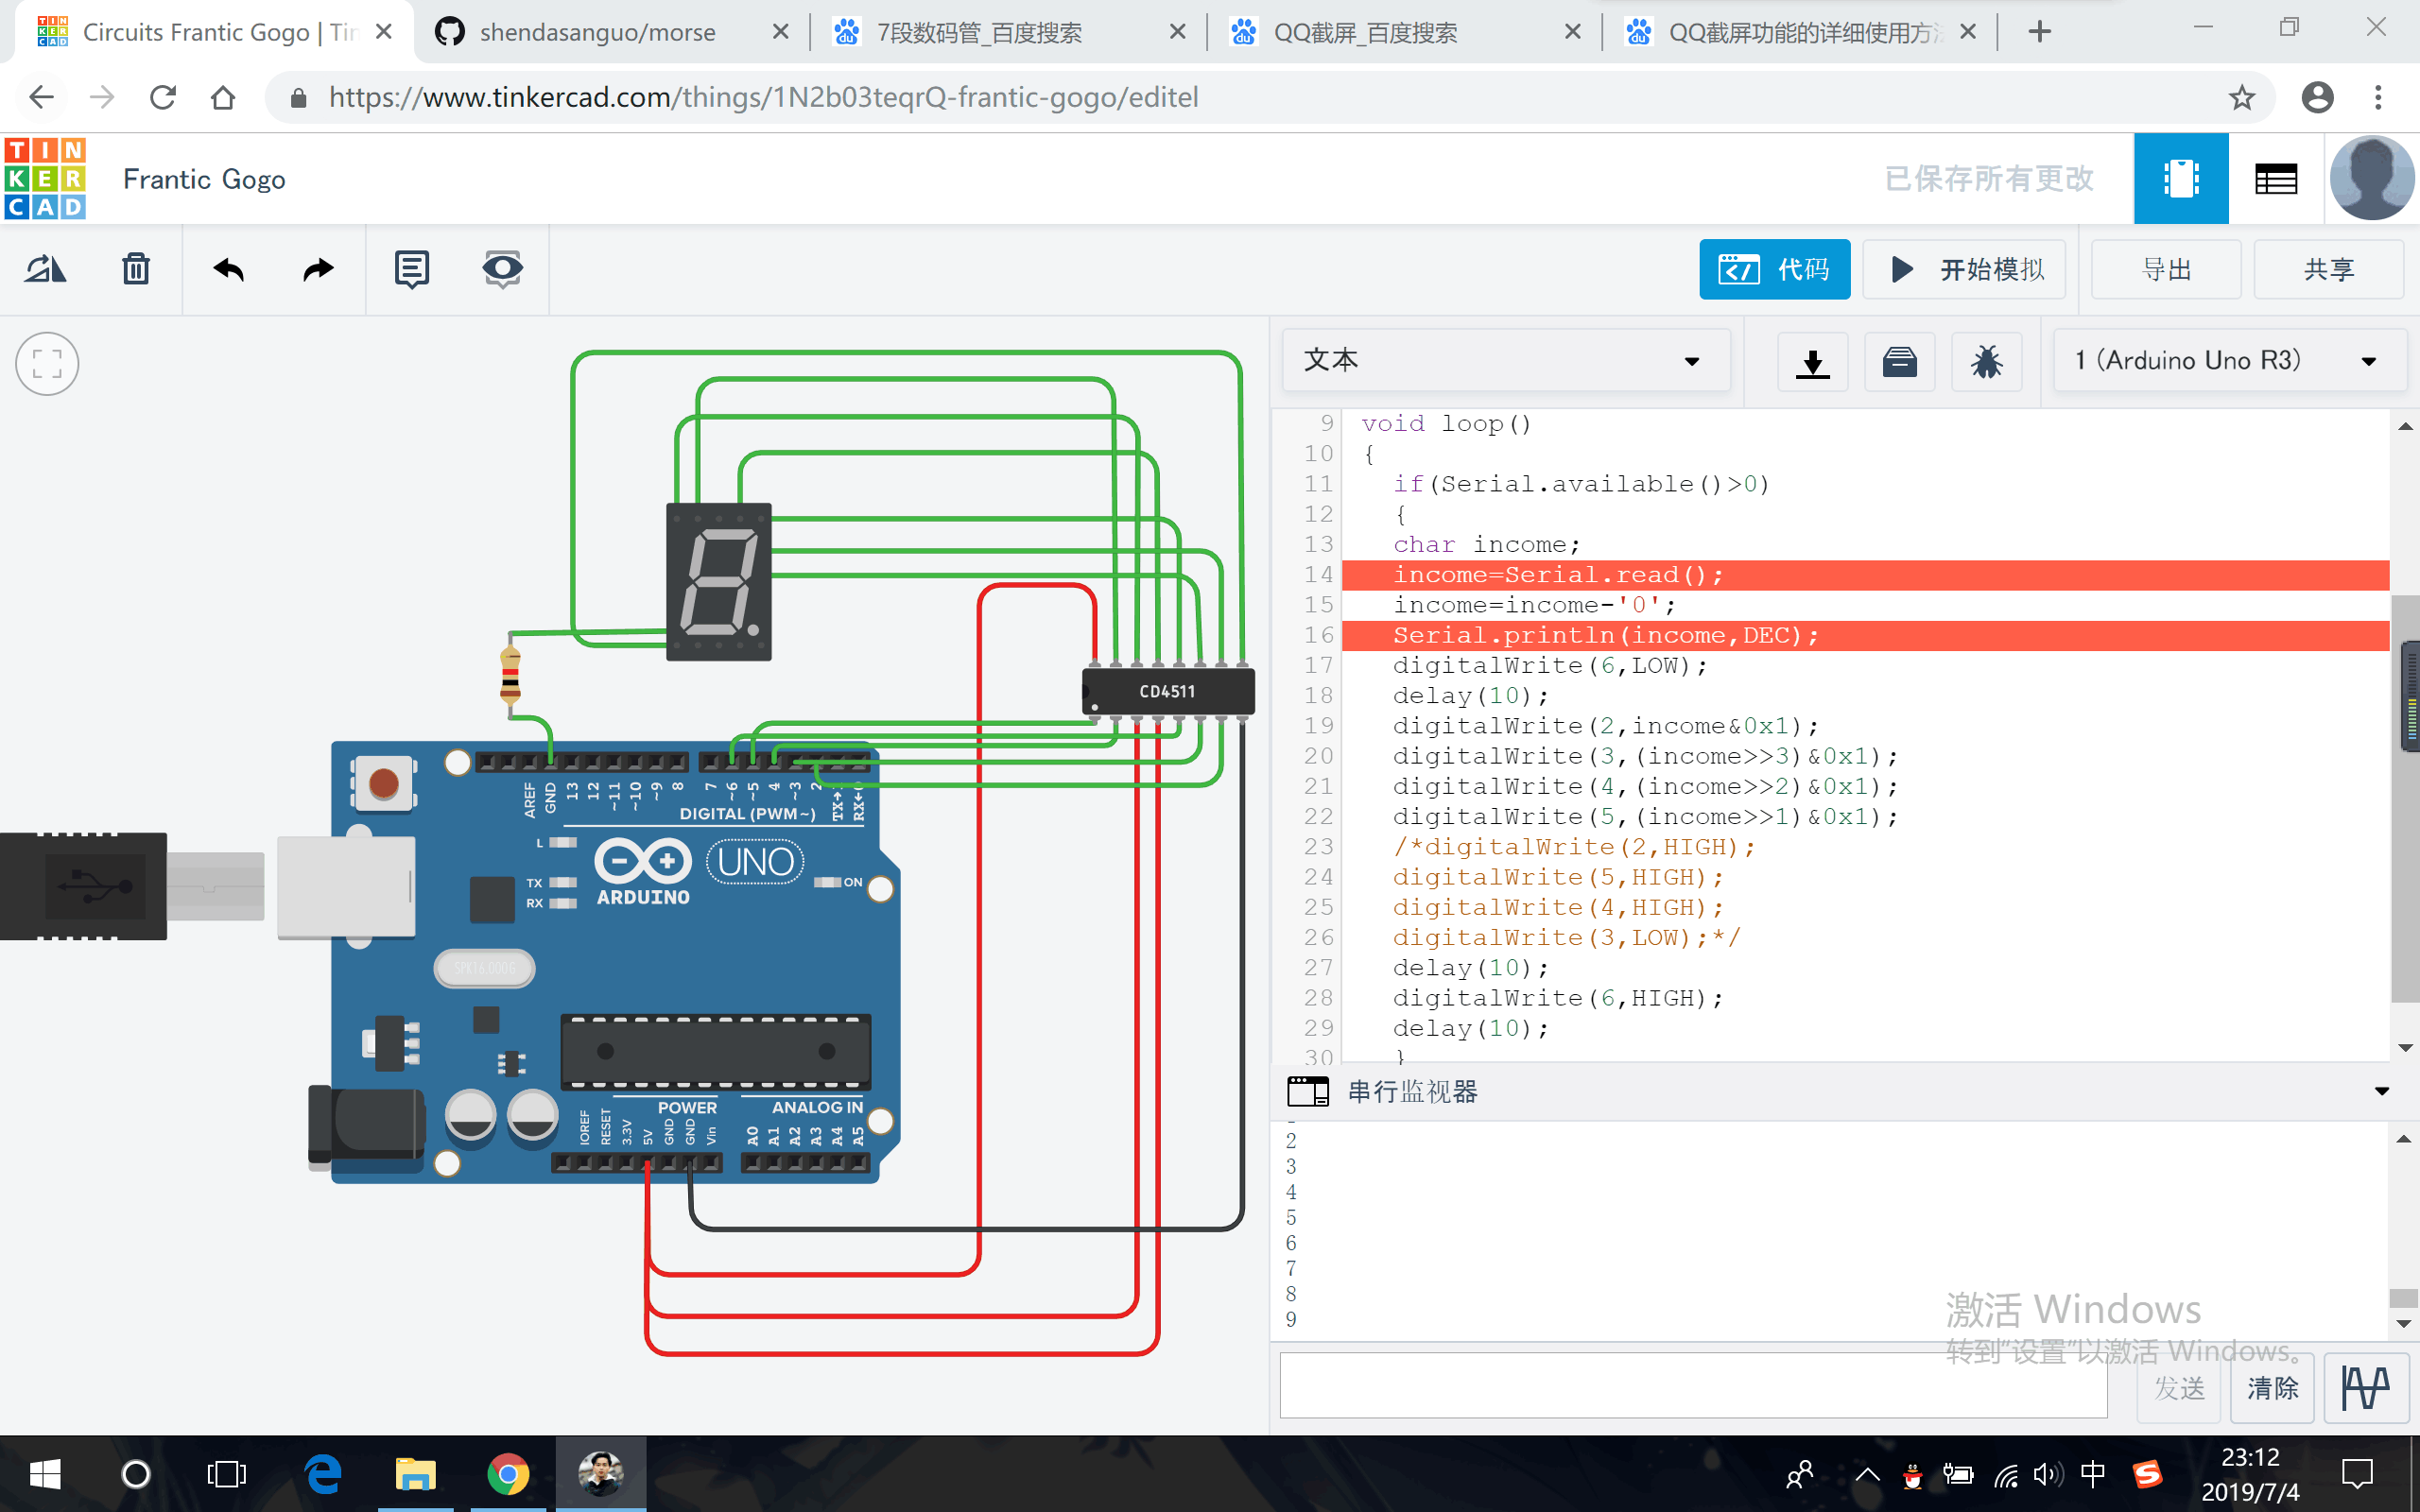 Circuits Frantic Gogo | Tin
shendasanguo/morse
7段数码管_百度搜索
QQ截屏_百度搜索
QQ截屏功能的详细使用方法
https://www.tinkercad.com/things/1N2b03teqrQ-frantic-gogo/editel
TIN
KER
CAD
Frantic Gogo
已保存所有更改
代码
开始模拟
导出
共享
文本
1 (Arduino Uno R3)
9 void loop()
10 {
11 if(Serial.available()>0)
12 {
13 char income;
14 income=Serial.read();
15 income=income-'0';
16 Serial.println(income,DEC);
17 digitalWrite(6,LOW);
18 delay(10);
19 digitalWrite(2,income&0x1);
20 digitalWrite(3,(income>>3)&0x1);
21 digitalWrite(4,(income>>2)&0x1);
22 digitalWrite(5,(income>>1)&0x1);
23 /*digitalWrite(2,HIGH);
24 digitalWrite(5,HIGH);
25 digitalWrite(4,HIGH);
26 digitalWrite(3,LOW);*/
27 delay(10);
28 digitalWrite(6,HIGH);
29 delay(10);
30 }
CD4511
AREF
GND
13
12
~11
~10
~9
8
7
~6
~5
4
~3
2
TX→
RX←0
DIGITAL (PWM~)
L
TX
RX
UNO
ON
ARDUINO
SPK16.000G
POWER
ANALOG IN
IOREF
RESET
3.3V
5V
GND
GND
Vin
A0
A1
A2
A3
A4
A5
串行监视器
2
3
4
5
6
7
8
9
激活 Windows
转到"设置"以激活 Windows。
发送
清除
中
23:12
2019/7/4